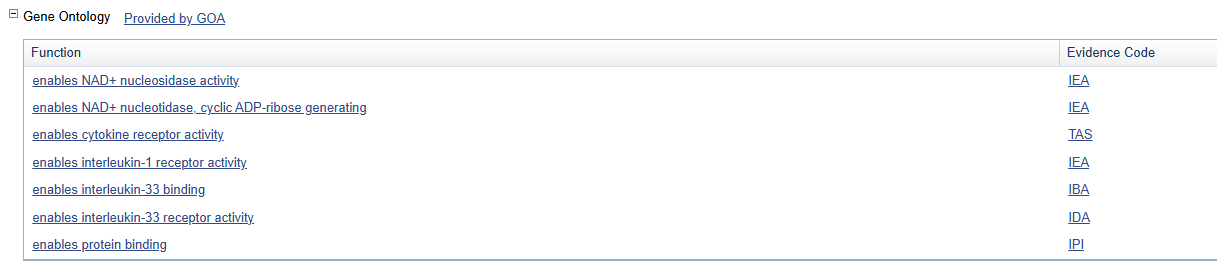 Gene Ontology Provided by GOA
Function Evidence Code
enables NAD+ nucleosidase activity IEA
enables NAD+ nucleotidase, cyclic ADP-ribose generating IEA
enables cytokine receptor activity TAS
enables interleukin-1 receptor activity IEA
enables interleukin-33 binding IBA
enables interleukin-33 receptor activity IDA
enables protein binding IPI